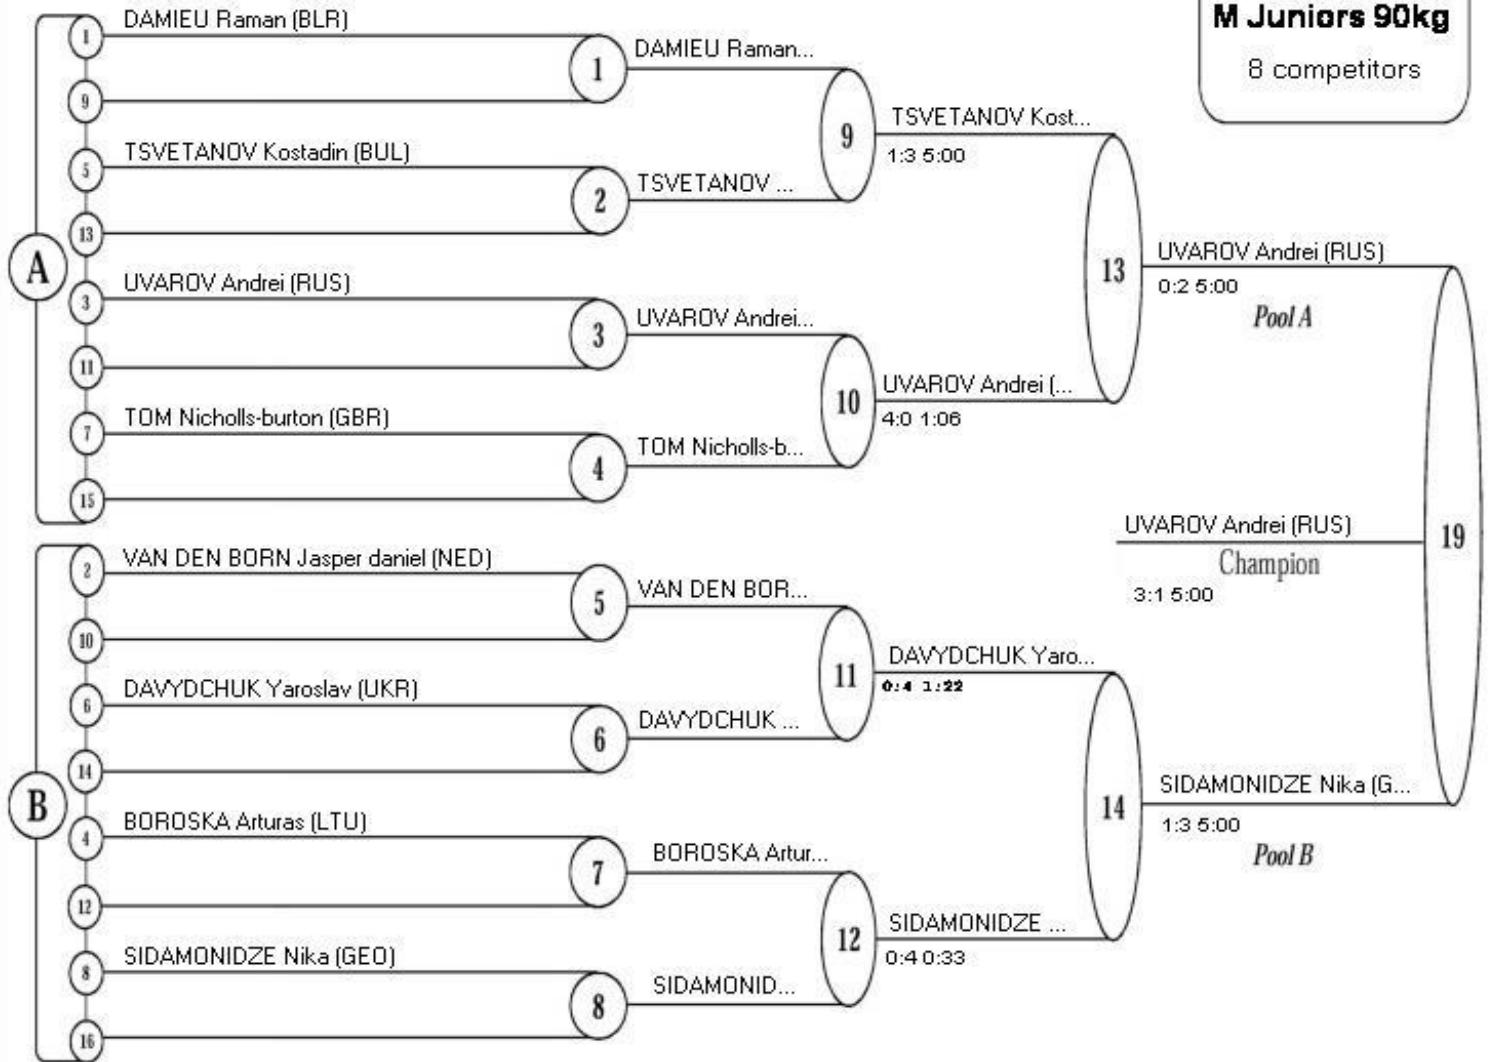 M Juniors 90kg
8 competitors
A
1
DAMIEU Raman (BLR)
9
5
TSVETANOV Kostadin (BUL)
13
3
UVAROV Andrei (RUS)
11
7
TOM Nicholls-burton (GBR)
15
B
2
VAN DEN BORN Jasper daniel (NED)
10
6
DAVYDCHUK Yaroslav (UKR)
14
4
BOROSKA Arturas (LTU)
12
8
SIDAMONIDZE Nika (GEO)
16
1
DAMIEU Raman...
2
TSVETANOV ...
3
UVAROV Andrei...
4
TOM Nicholls-b...
5
VAN DEN BOR...
6
DAVYDCHUK ...
7
BOROSKA Artur...
8
SIDAMONID...
9
TSVETANOV Kost...
1:3 5:00
10
UVAROV Andrei (...
4:0 1:06
11
DAVYDCHUK Yaro...
0:4 1:22
12
SIDAMONIDZE ...
0:4 0:33
13
UVAROV Andrei (RUS)
0:2 5:00
Pool A
14
SIDAMONIDZE Nika (G...
1:3 5:00
Pool B
19
UVAROV Andrei (RUS)
Champion
3:1 5:00